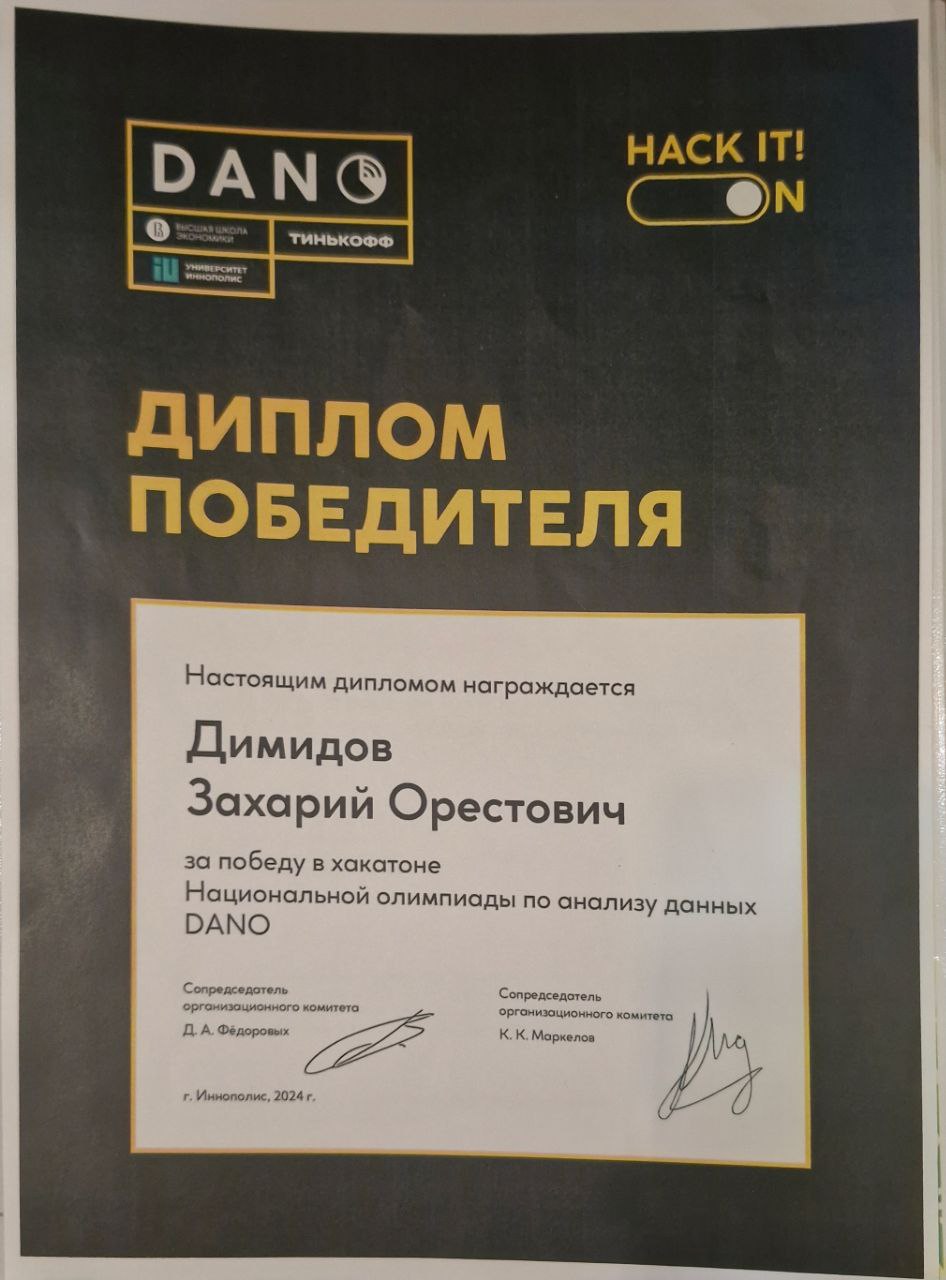 DANO
ВЫСШАЯ ШКОЛА
ЭКОНОМИКИ
ТИНЬКОФФ
УНИВЕРСИТЕТ
ИННОПОЛИС
HACK IT!
ON
ДИПЛОМ
ПОБЕДИТЕЛЯ
Настоящим дипломом награждается
Димидов
Захарий Орестович
за победу в хакатоне
Национальной олимпиады по анализу данных
DANO
Сопредседатель
организационного комитета
Д. А. Фёдоровых
Сопредседатель
организационного комитета
К. К. Маркелов
г. Иннополис, 2024 г.